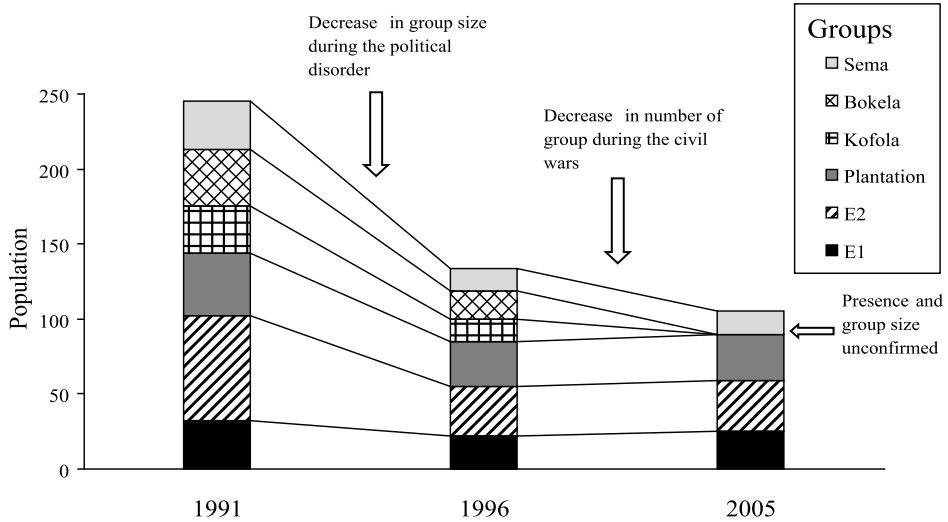 Decrease in group size
during the political
disorder
Decrease in number of
group during the civil
wars
Groups
Sema
Bokela
Kofola
Plantation
E2
E1
Presence and
group size
unconfirmed
Population
250
200
150
100
50
0
1991
1996
2005